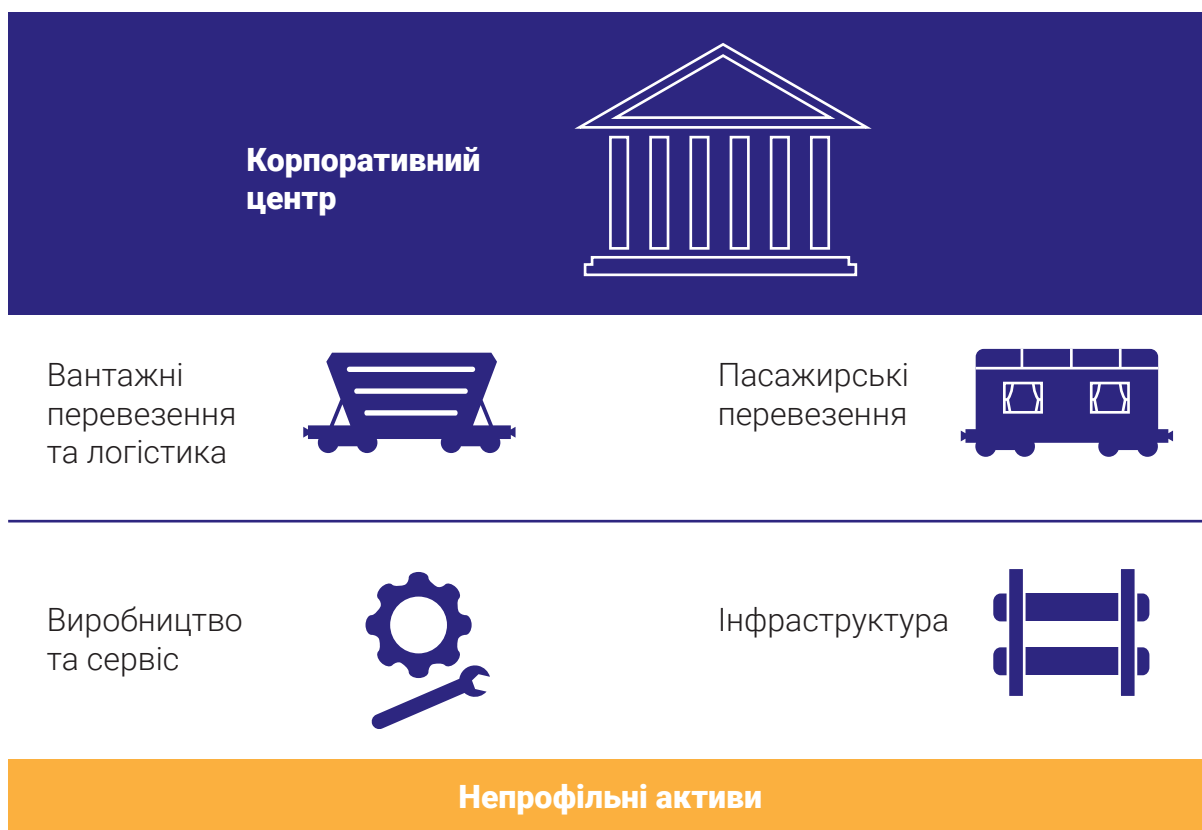 Корпоративний
центр
Вантажні
перевезення
та логістика
Пасажирські
перевезення
Виробництво
та сервіс
Інфраструктура
Непрофільні активи